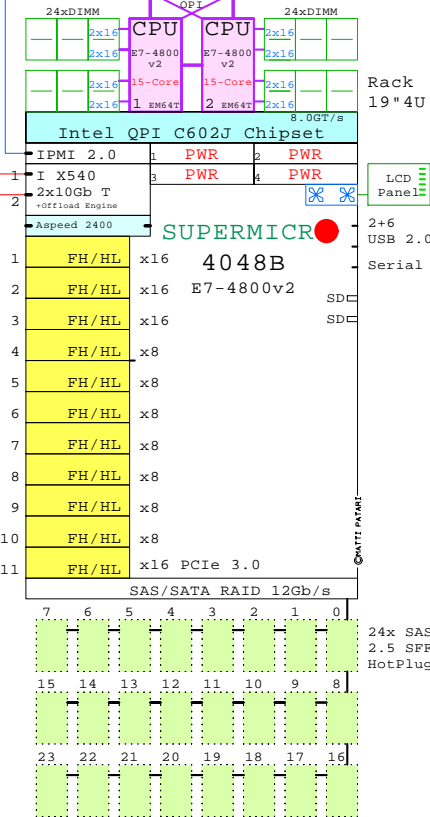 QPI
24xDIMM 24xDIMM
CPU CPU
2x16 2x16
E7-4800 E7-4800
2x16 v2 v2 2x16
2x16 15-Core 15-Core 2x16
2x16 1 EM64T 2 EM64T 2x16
Rack
19"4U
8.0GT/s
Intel QPI C602J Chipset
IPMI 2.0 1 PWR 2 PWR
1 I X540 3 PWR 4 PWR
2 2x10Gb T
+Offload Engine
LCD
Panel
Aspeed 2400
SUPERMICR
2+6
USB 2.0
1 FH/HL x16 4048B Serial
2 FH/HL x16 E7-4800v2
SD
3 FH/HL x16 SD
4 FH/HL x8
5 FH/HL x8
6 FH/HL x8
7 FH/HL x8
8 FH/HL x8
9 FH/HL x8
10 FH/HL x8
11 FH/HL x16 PCIe 3.0
©MATTI PATARI
SAS/SATA RAID 12Gb/s
7 6 5 4 3 2 1 0
24x SAS
2.5 SFF
HotPlug
15 14 13 12 11 10 9 8
23 22 21 20 19 18 17 16